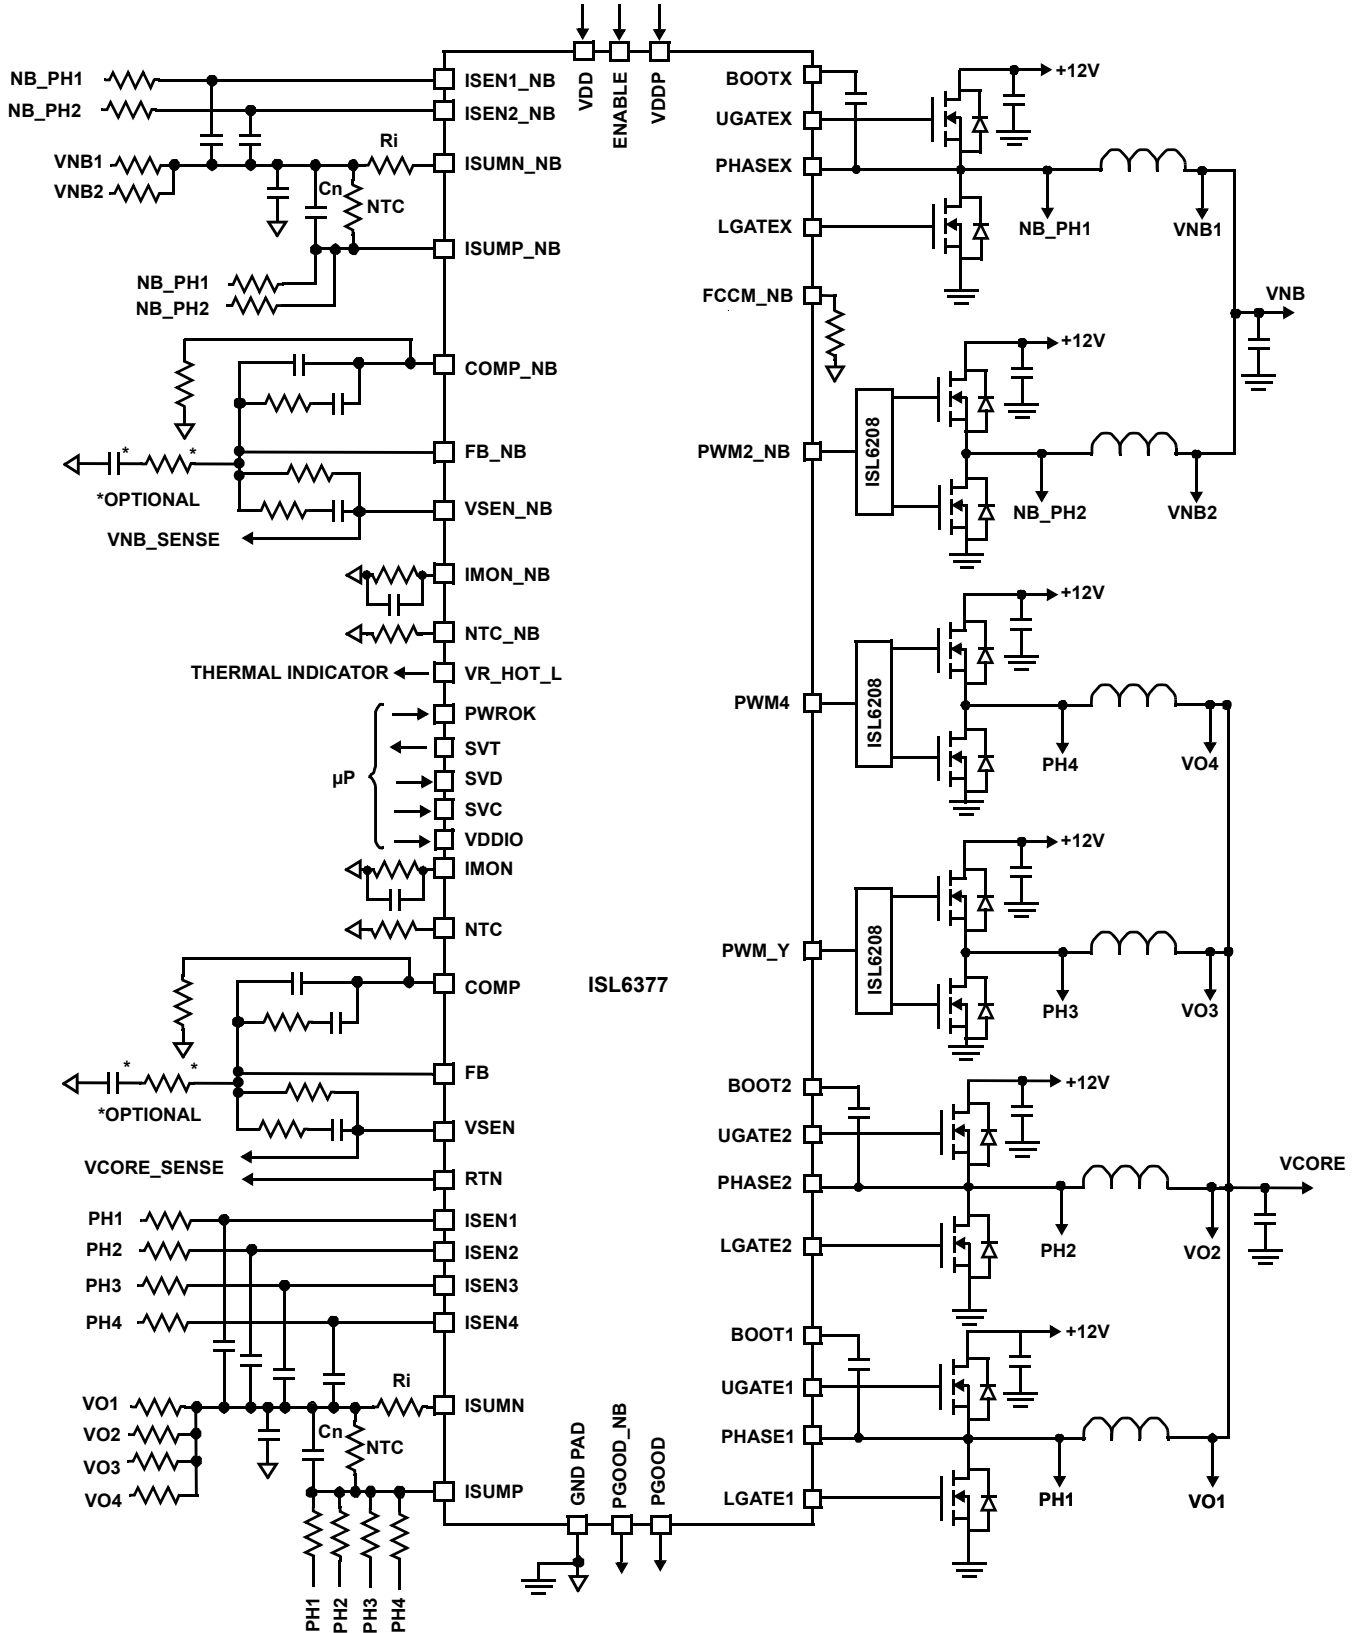 VDD
ENABLE
VDDP
NB_PH1
NB_PH2
VNB1
VNB2
Ri
Cn
NTC
NB_PH1
NB_PH2
*
*
*OPTIONAL
VNB_SENSE
THERMAL INDICATOR
µP
*
*
*OPTIONAL
VCORE_SENSE
PH1
PH2
PH3
PH4
VO1
VO2
VO3
VO4
Ri
Cn
NTC
PH1
PH2
PH3
PH4
ISEN1_NB
ISEN2_NB
ISUMN_NB
ISUMP_NB
COMP_NB
FB_NB
VSEN_NB
IMON_NB
NTC_NB
VR_HOT_L
PWROK
SVT
SVD
SVC
VDDIO
IMON
NTC
COMP
FB
VSEN
RTN
ISEN1
ISEN2
ISEN3
ISEN4
ISUMN
ISUMP
ISL6377
GND PAD
PGOOD_NB
PGOOD
BOOTX
UGATEX
PHASEX
LGATEX
FCCM_NB
PWM2_NB
PWM4
PWM_Y
BOOT2
UGATE2
PHASE2
LGATE2
BOOT1
UGATE1
PHASE1
LGATE1
+12V
NB_PH1
VNB1
VNB
+12V
ISL6208
NB_PH2
VNB2
+12V
ISL6208
PH4
VO4
+12V
ISL6208
PH3
VO3
+12V
PH2
VO2
VCORE
+12V
PH1
VO1